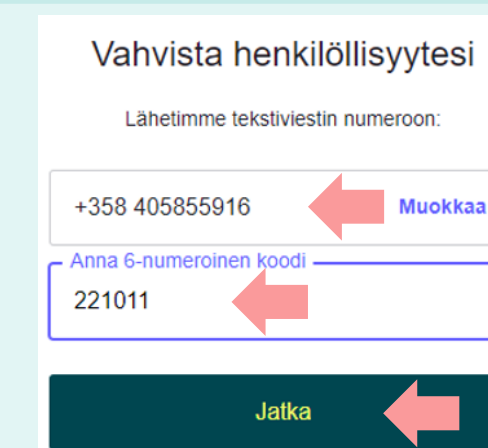 Vahvista henkilöllisyytesi
Lähetimme tekstiviestin numeroon:
+358 405855916 Muokkaa
Anna 6-numeroinen koodi
221011
Jatka